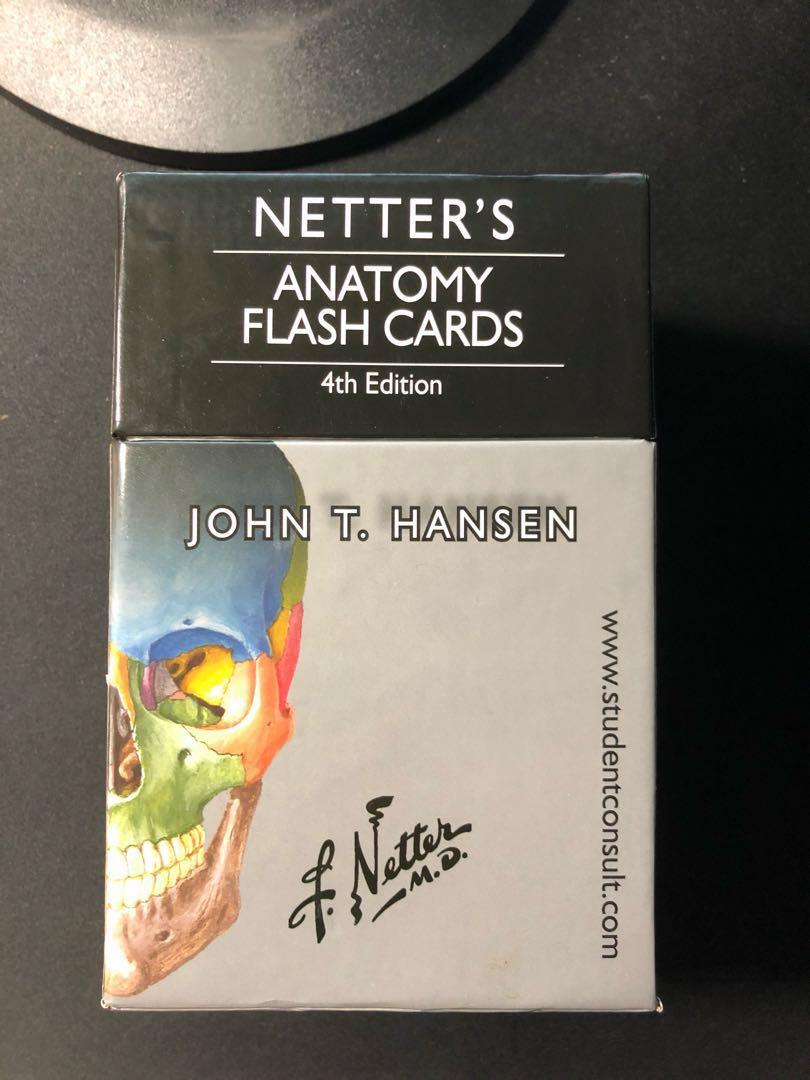 NETTER'S
ANATOMY
FLASH CARDS
4th Edition
JOHN T. HANSEN
www.studentconsult.com
F. Netter
M.D.